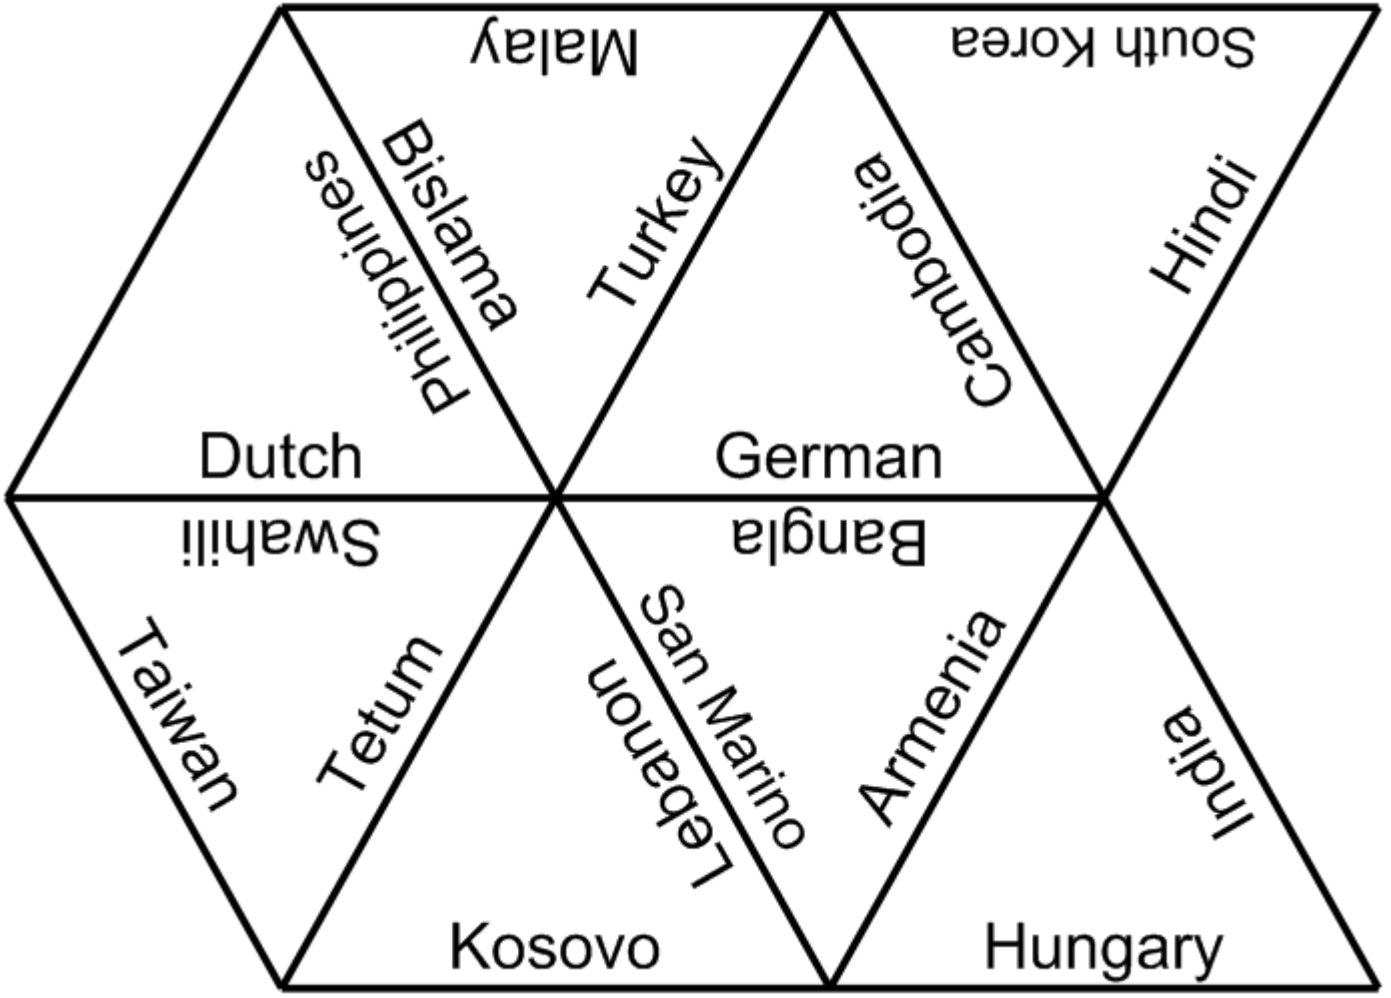 Malay
South Korea
Bislama
Philippines
Turkey
Cambodia
Hindi
Dutch
German
Swahili
Bangla
Taiwan
Tetum
San Marino
Lebanon
Armenia
India
Kosovo
Hungary